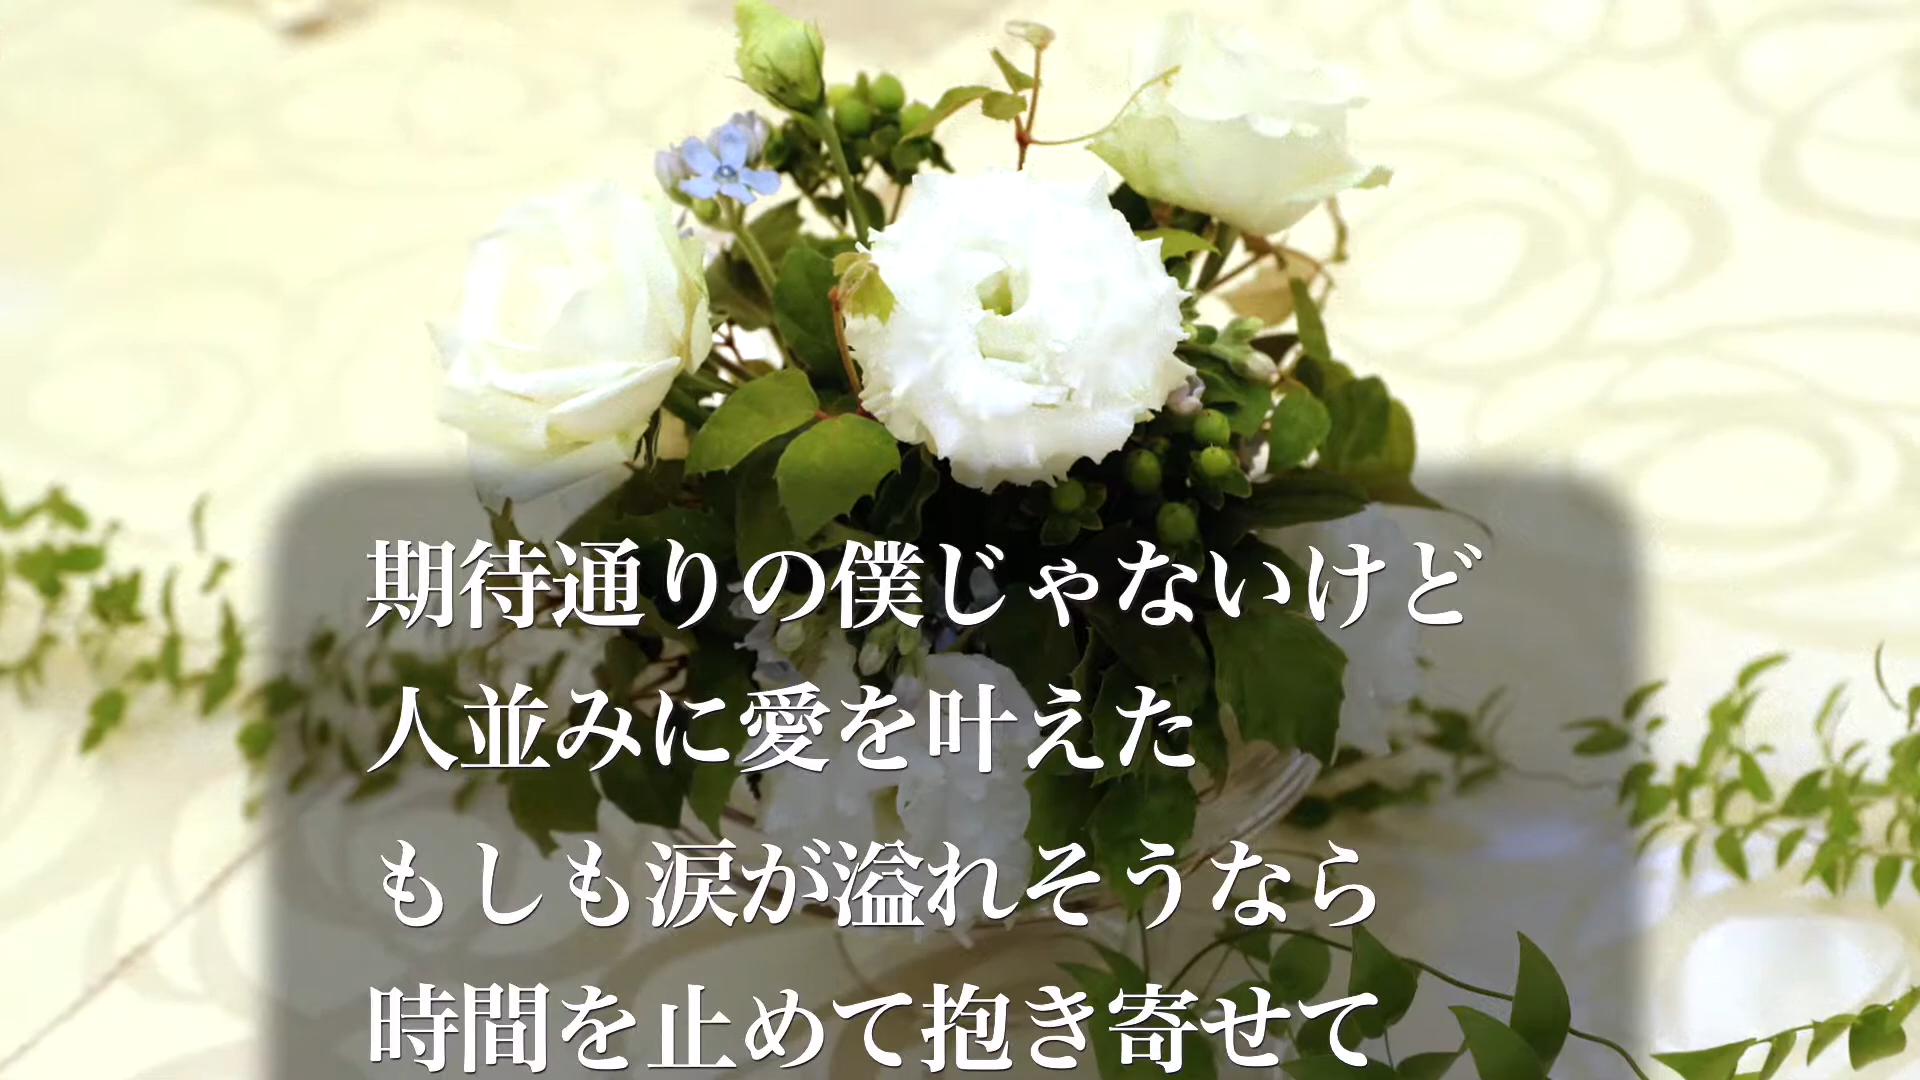 期待通りの僕じゃないけど
人並みに愛を叶えた
もしも涙が溢れそうなら
時間を止めて抱き寄せて